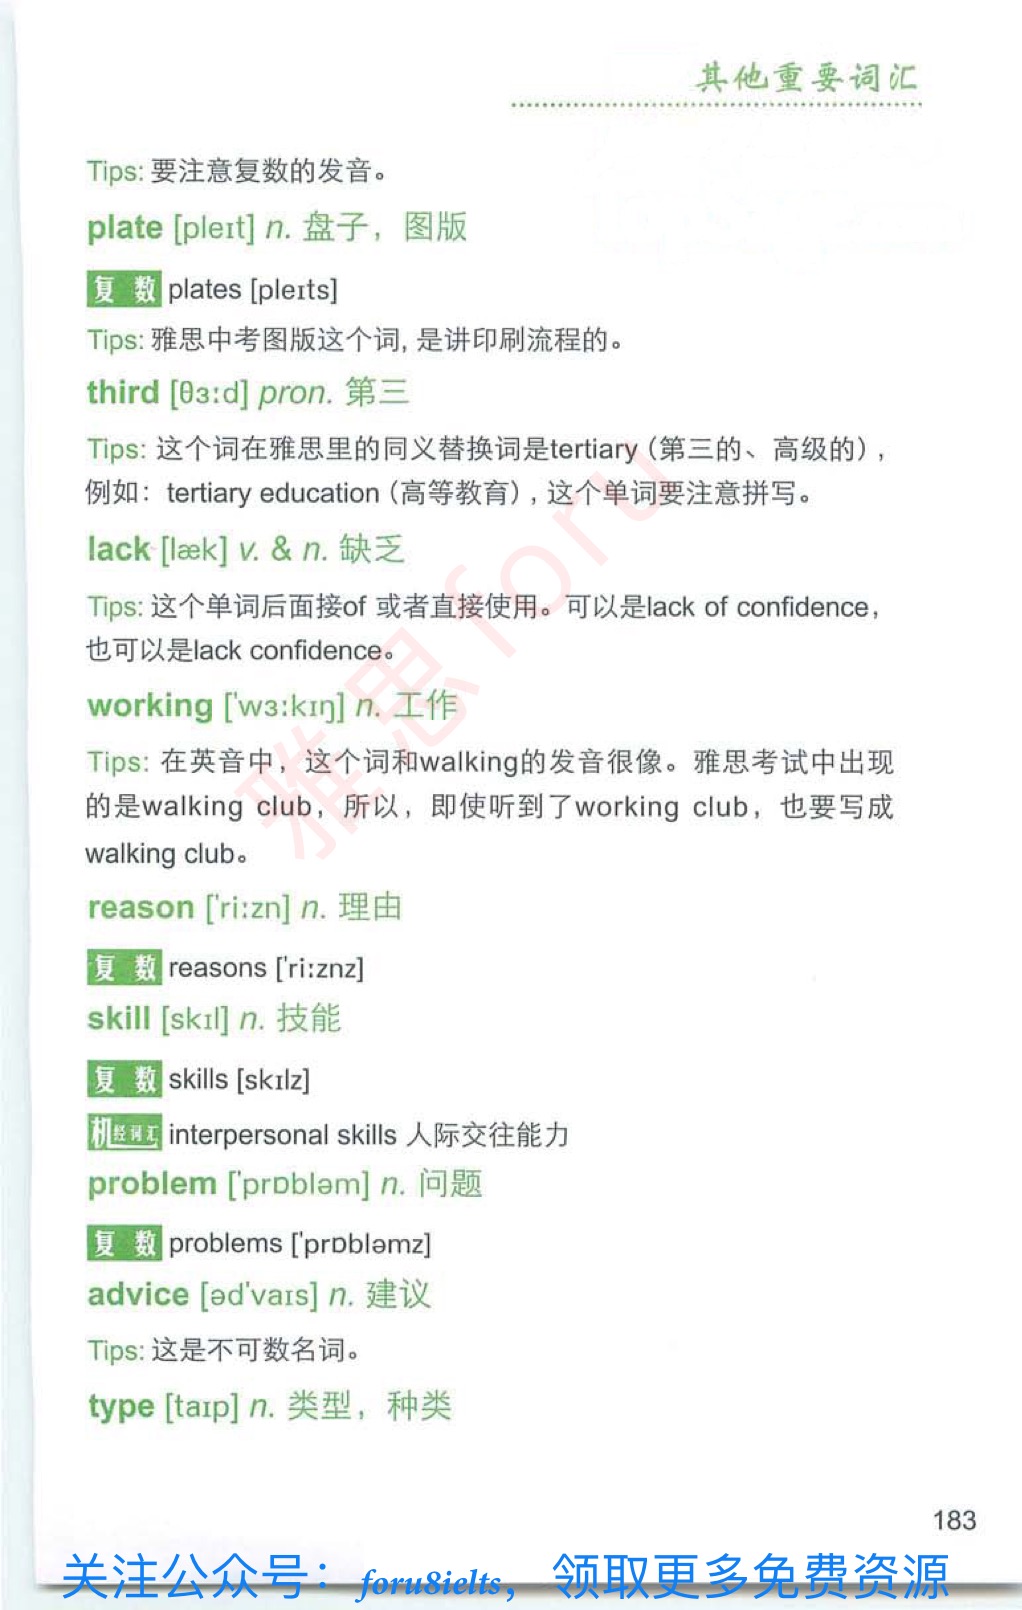 其他重要词汇
Tips: 要注意复数的发音。
plate [pleɪt] n. 盘子，图版
复 数 plates [pleɪts]
Tips: 雅思中考图版这个词, 是讲印刷流程的。
third [θɜːd] pron. 第三
Tips: 这个词在雅思里的同义替换词是tertiary（第三的、高级的），
例如：tertiary education（高等教育）, 这个单词要注意拼写。
lack [læk] v. & n. 缺乏
Tips: 这个单词后面接of 或者直接使用。可以是lack of confidence，
也可以是lack confidence。
working ['wɜːkɪŋ] n. 工作
Tips: 在英音中，这个词和walking的发音很像。雅思考试中出现
的是walking club，所以，即使听到了working club，也要写成
walking club。
reason ['riːzn] n. 理由
复 数 reasons ['riːznz]
skill [skɪl] n. 技能
复 数 skills [skɪlz]
机经词汇 interpersonal skills 人际交往能力
problem ['prɒbləm] n. 问题
复 数 problems ['prɒbləmz]
advice [əd'vaɪs] n. 建议
Tips: 这是不可数名词。
type [taɪp] n. 类型，种类
雅思foru
183
关注公众号：foru8ielts，领取更多免费资源